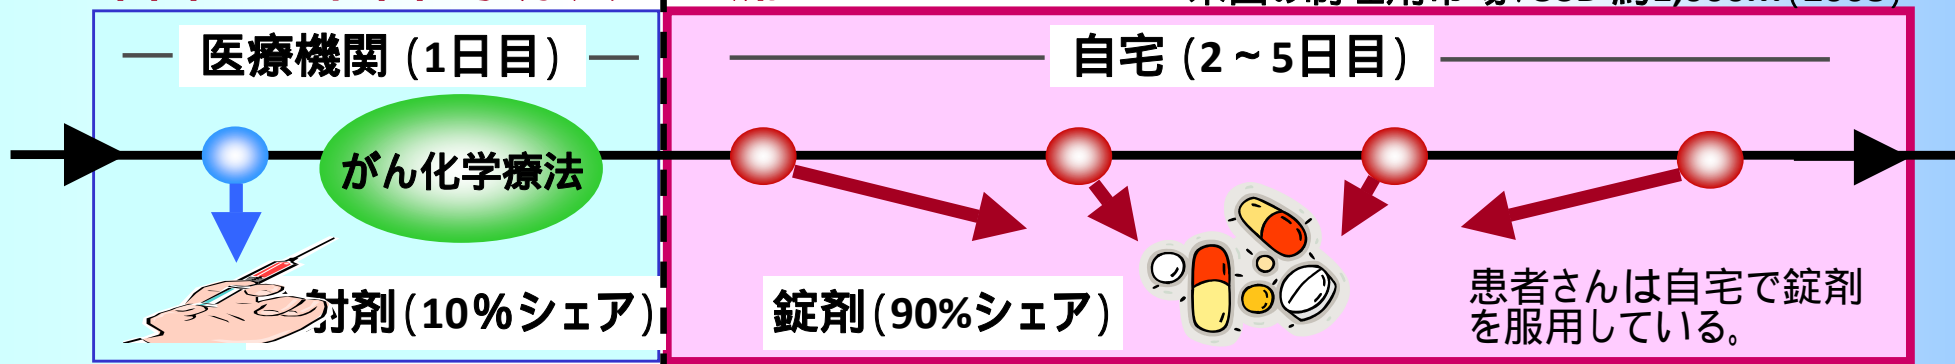 医療機関 (1日目)
自宅 (2~5日目)
がん化学療法
射剤(10%シェア)
錠剤(90%シェア)
患者さんは自宅で錠剤
を服用している。